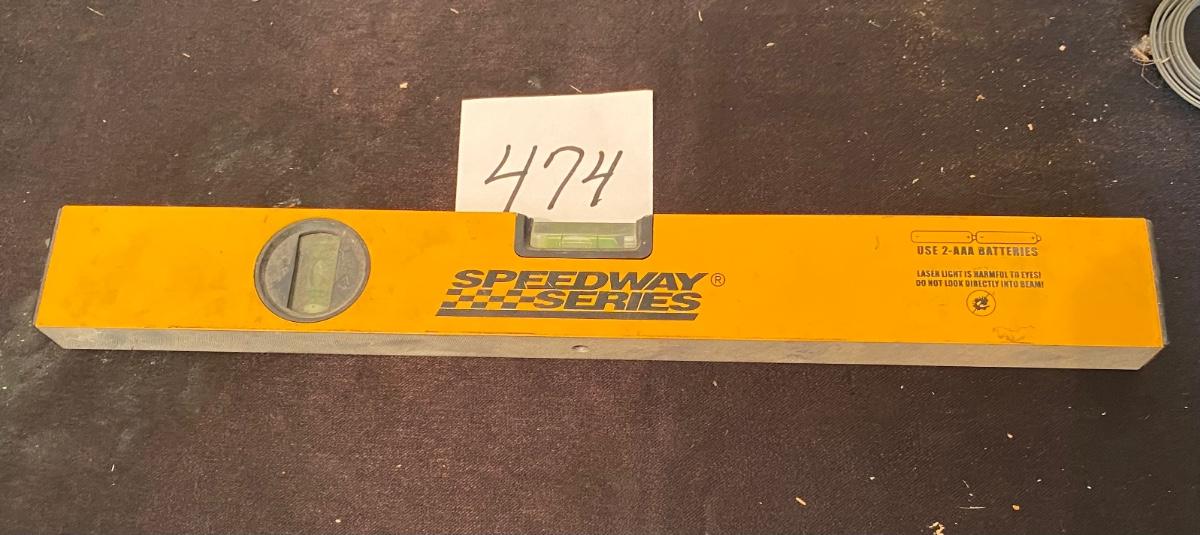 474
SPEEDWAY®
SERIES
USE 2-AAA BATTERIES
LASER LIGHT IS HARMFUL TO EYES!
DO NOT LOOK DIRECTLY INTO BEAM!